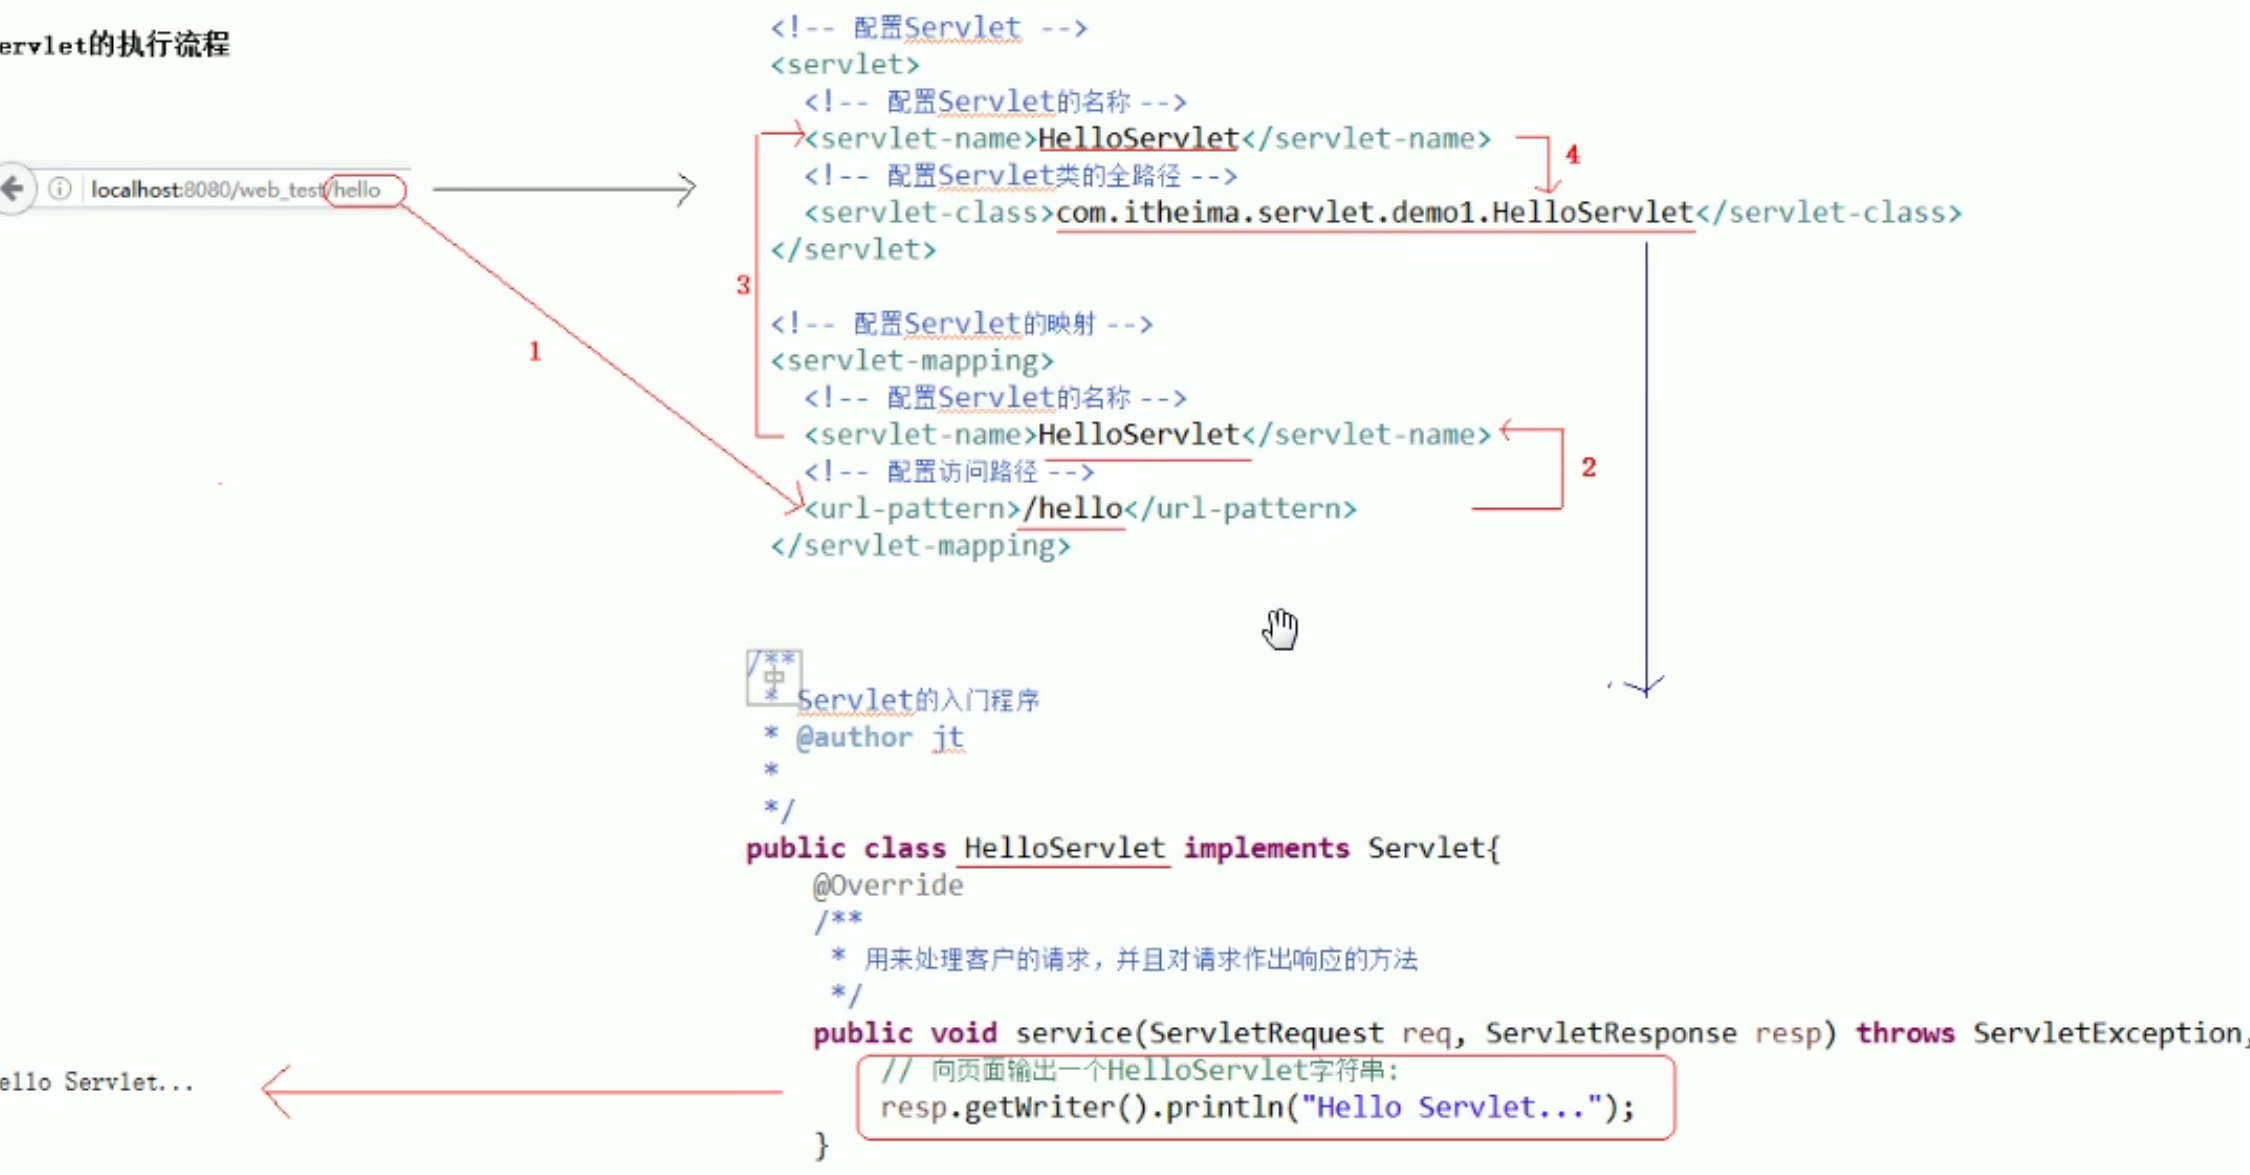 ervlet的执行流程
localhost:8080/web_test/hello
<!-- 配置Servlet -->
<servlet>
<!-- 配置Servlet的名称 -->
<servlet-name>HelloServlet</servlet-name>
4
<!-- 配置Servlet类的全路径 -->
<servlet-class>com.itheima.servlet.demo1.HelloServlet</servlet-class>
</servlet>
3
<!-- 配置Servlet的映射 -->
1
<servlet-mapping>
<!-- 配置Servlet的名称 -->
<servlet-name>HelloServlet</servlet-name>
2
<!-- 配置访问路径 -->
<url-pattern>/hello</url-pattern>
</servlet-mapping>
/**
中
* Servlet的入门程序
* @author jt
*
*/
public class HelloServlet implements Servlet{
@Override
/**
* 用来处理客户的请求，并且对请求作出响应的方法
*/
public void service(ServletRequest req, ServletResponse resp) throws ServletException,
// 向页面输出一个HelloServlet字符串:
resp.getWriter().println("Hello Servlet...");
}
ello Servlet...